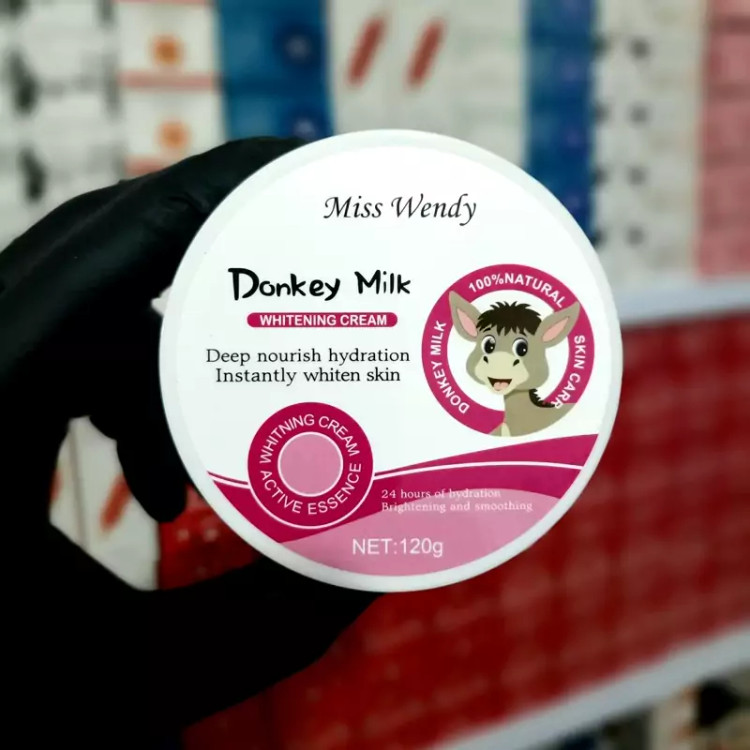 Miss Wendy
Donkey Milk
WHITENING CREAM
Deep nourish hydration
Instantly whiten skin
100%NATURAL
DONKEY MILK
SKIN CARR
WHITNING CREAM
ACTIVE ESSENCE
24 hours of hydration
Brightening and smoothing
NET:120g